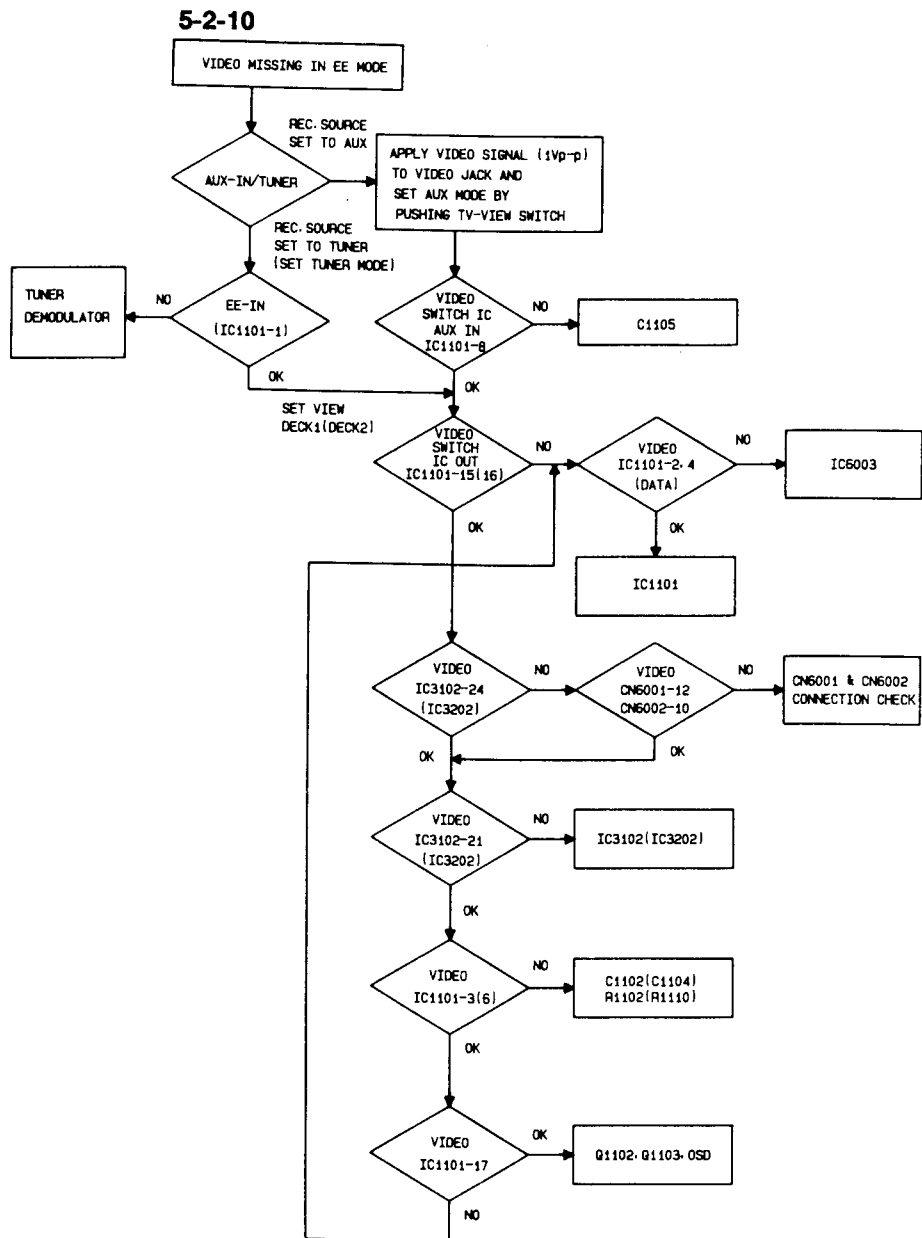 5-2-10
VIDEO MISSING IN EE MODE
REC. SOURCE
SET TO AUX
AUX-IN/TUNER
APPLY VIDEO SIGNAL (1Vp-p)
TO VIDEO JACK AND
SET AUX MODE BY
PUSHING TV-VIEW SWITCH
REC. SOURCE
SET TO TUNER
(SET TUNER MODE)
TUNER
DEMODULATOR
NO
EE-IN
(IC1101-1)
OK
VIDEO
SWITCH IC
AUX IN
IC1101-8
NO
C1105
OK
SET VIEW
DECK1(DECK2)
VIDEO
SWITCH
IC OUT
IC1101-15(16)
NO
VIDEO
IC1101-2, 4
(DATA)
NO
IC6003
OK
OK
IC1101
VIDEO
IC3102-24
(IC3202)
NO
VIDEO
CN6001-12
CN6002-10
NO
CN6001 & CN6002
CONNECTION CHECK
OK
OK
VIDEO
IC3102-21
(IC3202)
NO
IC3102(IC3202)
OK
VIDEO
IC1101-3(6)
NO
C1102(C1104)
R1102(R1110)
OK
VIDEO
IC1101-17
OK
Q1102, Q1103, OSD
NO